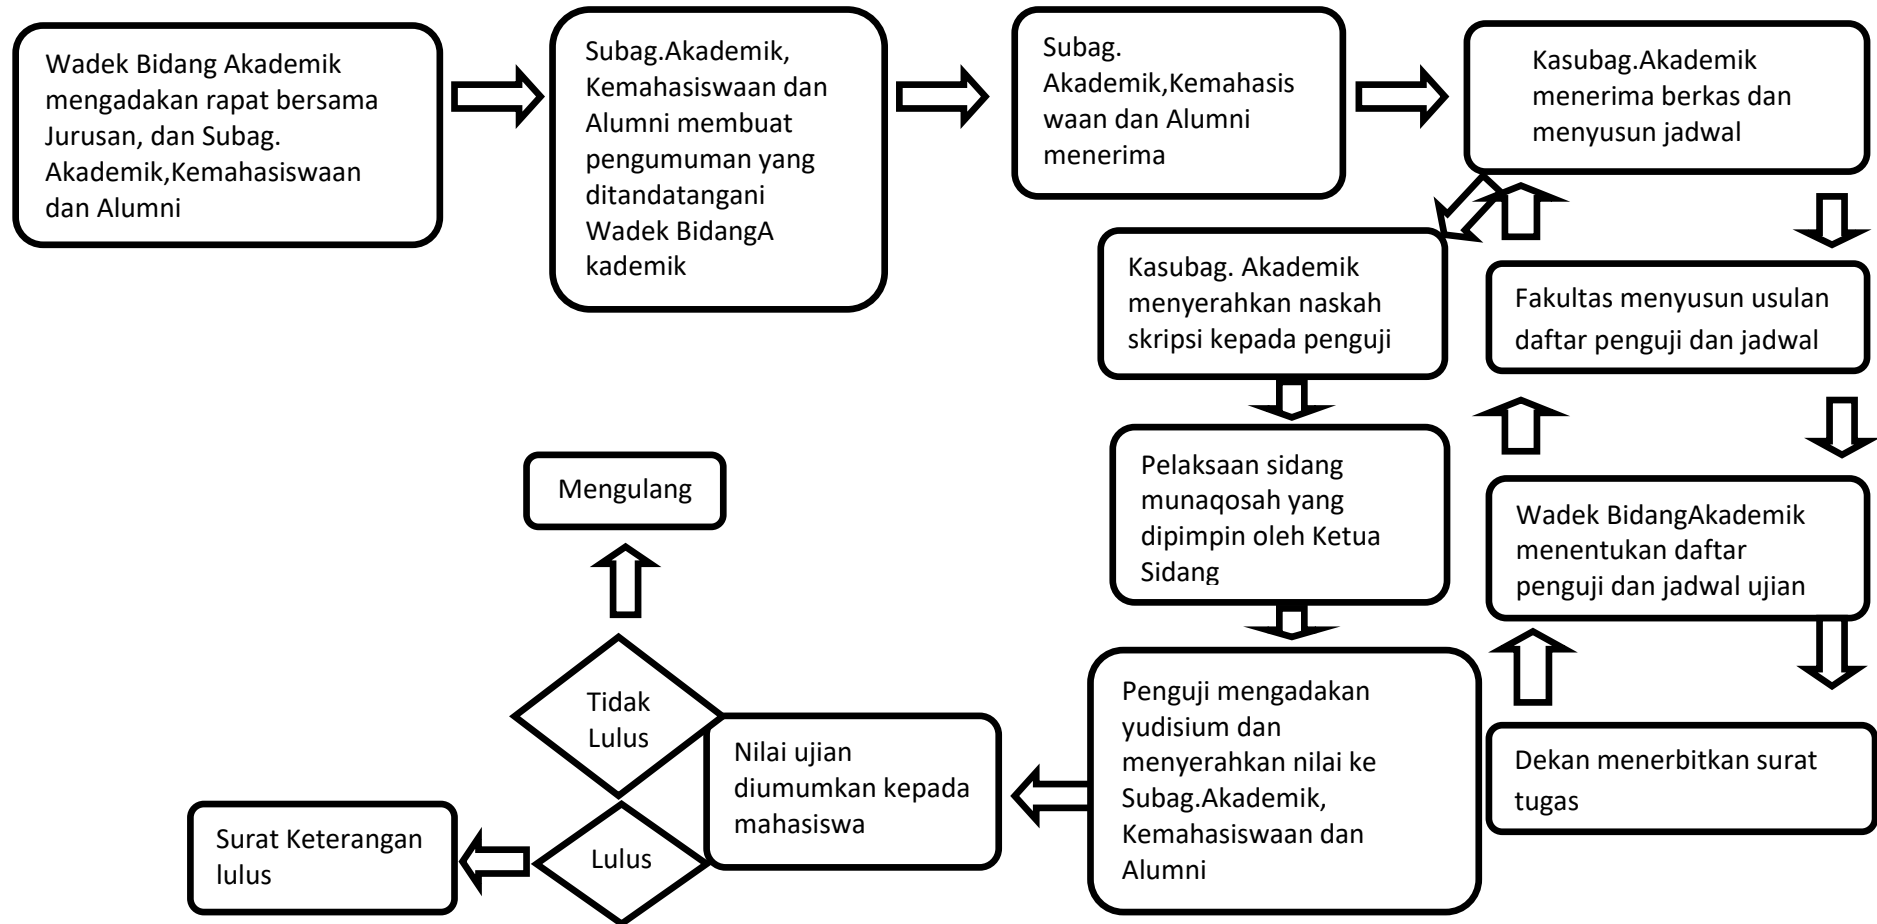 Wadek Bidang Akademik
mengadakan rapat bersama
Jurusan, dan Subag.
Akademik,Kemahasiswaan
dan Alumni
Subag.Akademik,
Kemahasiswaan dan
Alumni membuat
pengumuman yang
ditandatangani
Wadek BidangA
kademik
Subag.
Akademik,Kemahasis
waan dan Alumni
menerima
Kasubag.Akademik
menerima berkas dan
menyusun jadwal
Fakultas menyusun usulan
daftar penguji dan jadwal
Wadek BidangAkademik
menentukan daftar
penguji dan jadwal ujian
Dekan menerbitkan surat
tugas
Kasubag. Akademik
menyerahkan naskah
skripsi kepada penguji
Pelaksaan sidang
munaqosah yang
dipimpin oleh Ketua
Sidang
Penguji mengadakan
yudisium dan
menyerahkan nilai ke
Subag.Akademik,
Kemahasiswaan dan
Alumni
Nilai ujian
diumumkan kepada
mahasiswa
Tidak
Lulus
Mengulang
Lulus
Surat Keterangan
lulus